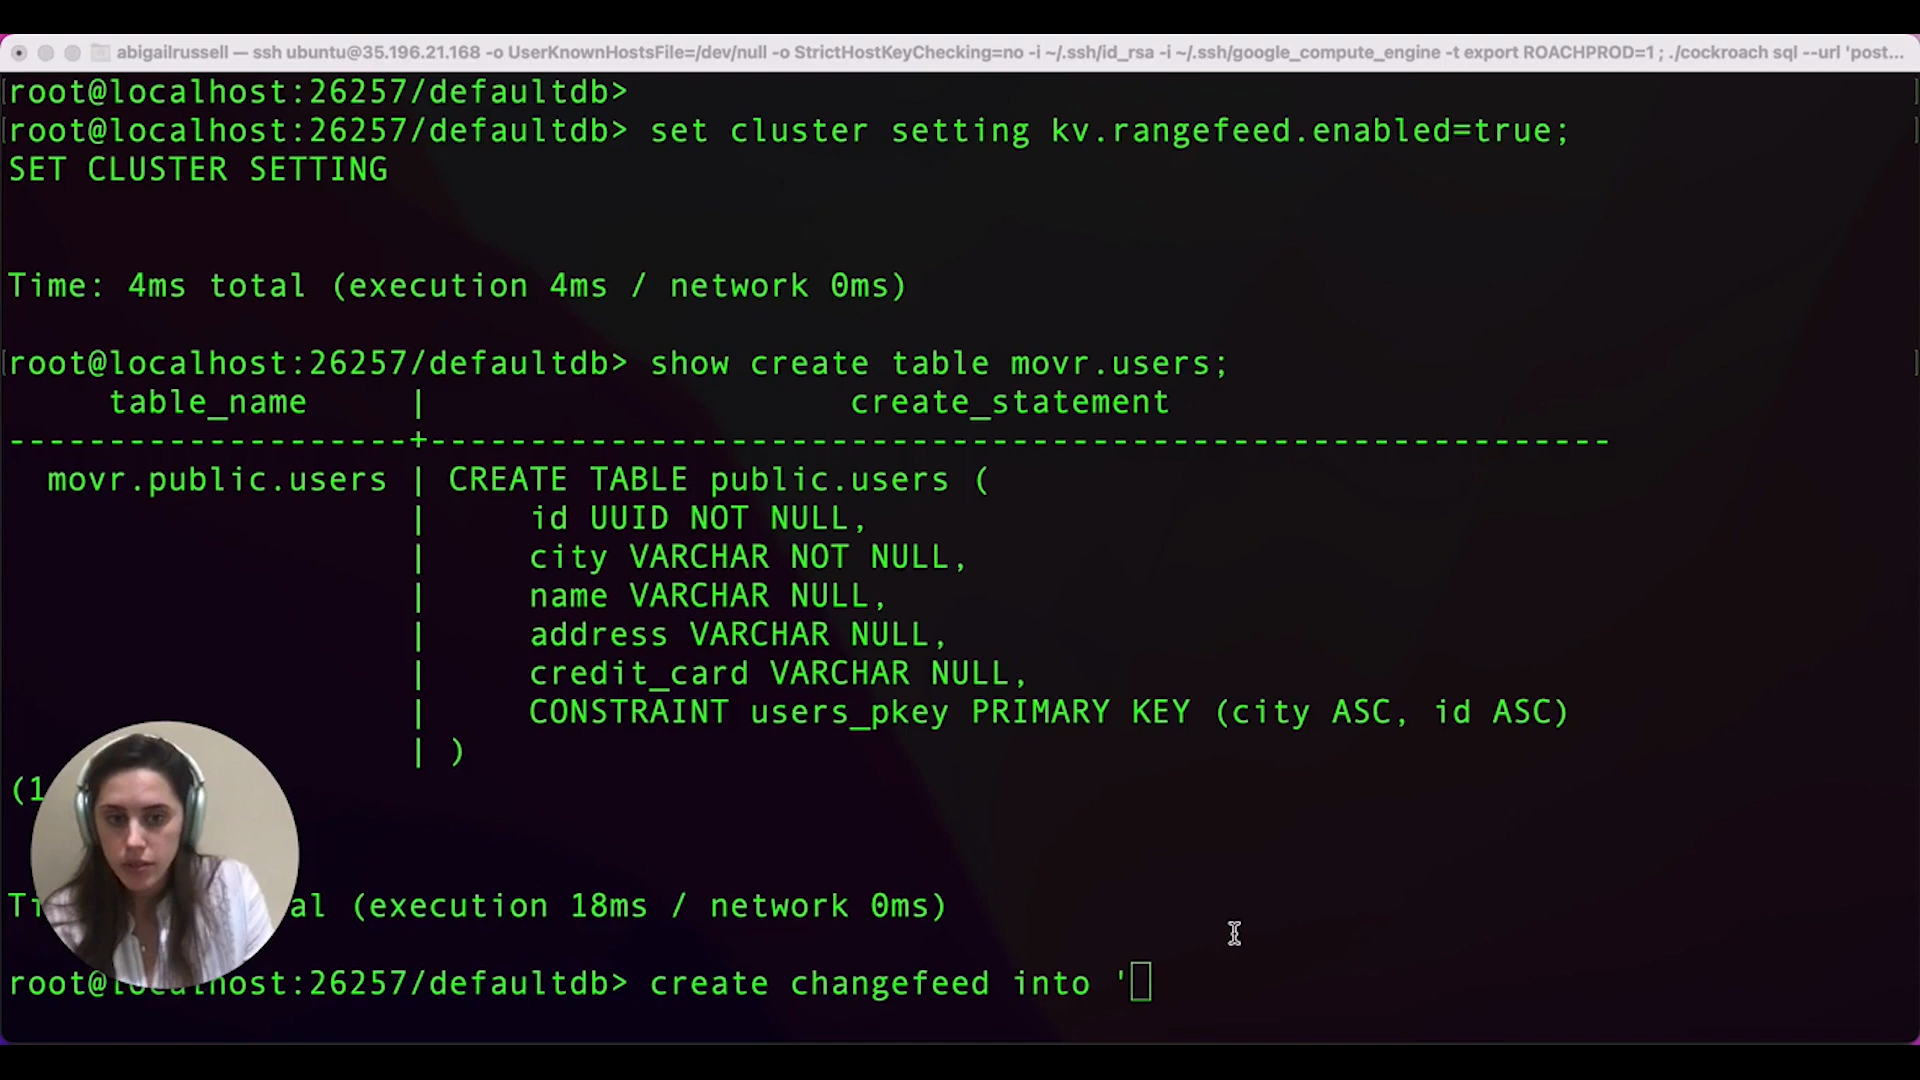 abigailrussell — ssh ubuntu@35.196.21.168 -o UserKnownHostsFile=/dev/null -o StrictHostKeyChecking=no -i ~/.ssh/id_rsa -i ~/.ssh/google_compute_engine -t export ROACHPROD=1 ; ./cockroach sql --url 'post...
root@localhost:26257/defaultdb>
root@localhost:26257/defaultdb> set cluster setting kv.rangefeed.enabled=true;
SET CLUSTER SETTING
Time: 4ms total (execution 4ms / network 0ms)
root@localhost:26257/defaultdb> show create table movr.users;
table_name | create_statement
--------------------+-----------------------------------------------------------
movr.public.users | CREATE TABLE public.users (
| id UUID NOT NULL,
| city VARCHAR NOT NULL,
| name VARCHAR NULL,
| address VARCHAR NULL,
| credit_card VARCHAR NULL,
| CONSTRAINT users_pkey PRIMARY KEY (city ASC, id ASC)
| )
(1
al (execution 18ms / network 0ms)
root@localhost:26257/defaultdb> create changefeed into '